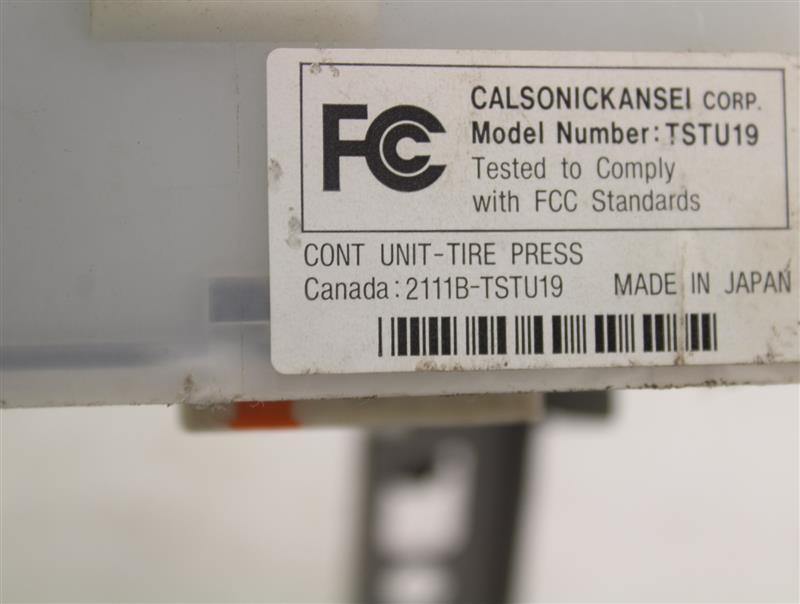 FCC
CALSONICKANSEI CORP.
Model Number: TSTU19
Tested to Comply
with FCC Standards
CONT UNIT-TIRE PRESS
Canada: 2111B-TSTU19 MADE IN JAPAN